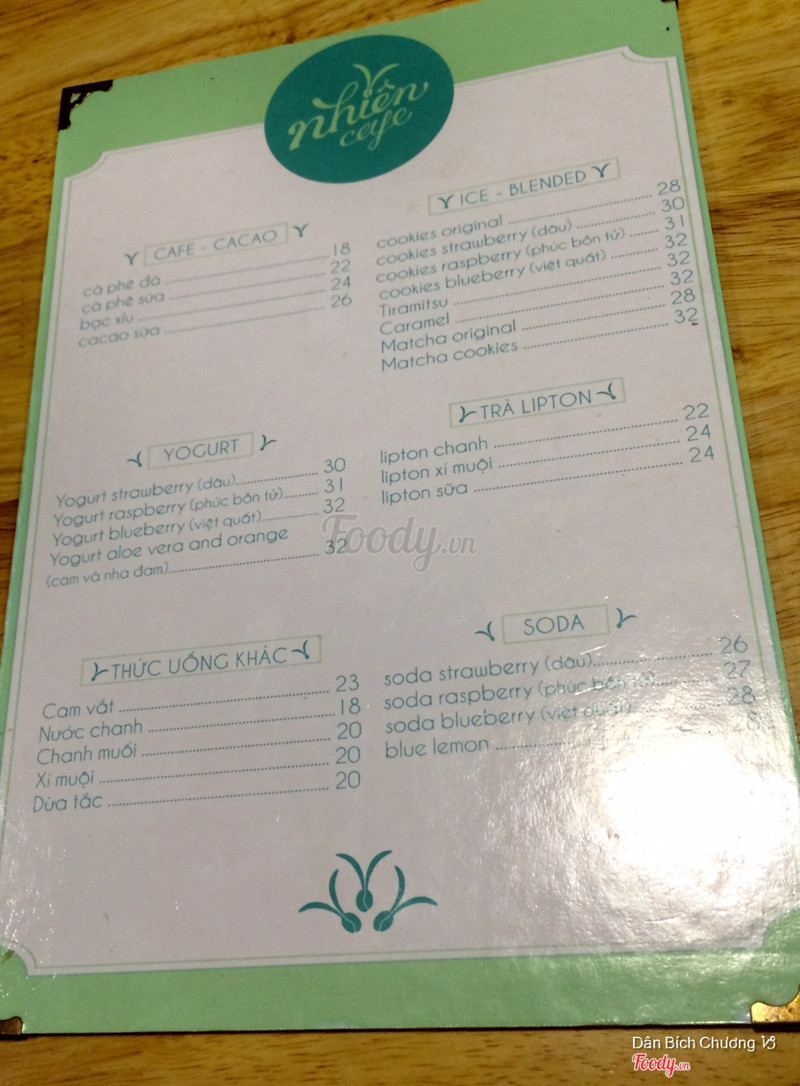 nhiên
cafe
CAFE - CACAO
cà phê đá 18
cà phê sữa 22
bạc xỉu 24
cacao sữa 26
ICE - BLENDED
cookies original 28
cookies strawberry (dâu) 30
cookies raspberry (phúc bồn tử) 31
cookies blueberry (việt quất) 32
Tiramitsu 32
Caramel 32
Matcha original 28
Matcha cookies 32
YOGURT
Yogurt strawberry (dâu) 30
Yogurt raspberry (phúc bồn tử) 31
Yogurt blueberry (việt quất) 32
Yogurt aloe vera and orange
(cam và nha đam) 32
TRÀ LIPTON
lipton chanh 22
lipton xí muội 24
lipton sữa 24
Foody.vn
THỨC UỐNG KHÁC
Cam vắt 23
Nước chanh 18
Chanh muối 20
Xí muội 20
Dừa tắc 20
SODA
soda strawberry (dâu) 26
soda raspberry (phúc bồn tử) 27
soda blueberry (việt quất) 28
blue lemon
Dân Bích Chương
Foody.vn